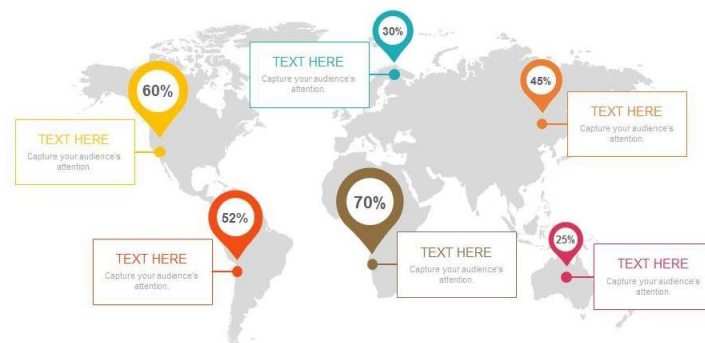 30%
TEXT HERE
Capture your audience's
attention.
60%
TEXT HERE
Capture your audience's
attention.
45%
TEXT HERE
Capture your audience's
attention.
52%
TEXT HERE
Capture your audience's
attention.
70%
TEXT HERE
Capture your audience's
attention.
25%
TEXT HERE
Capture your audience's
attention.